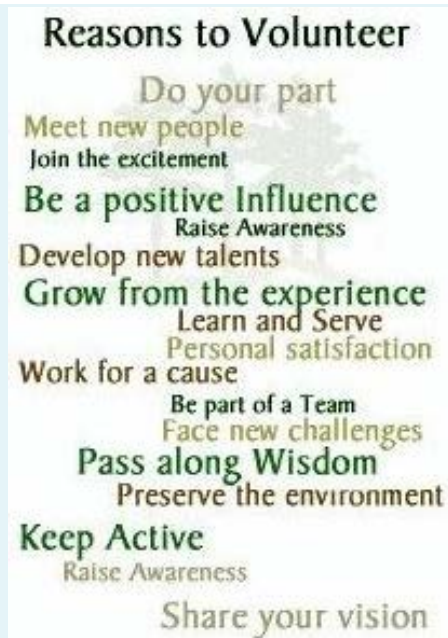 Reasons to Volunteer
Do your part
Meet new people
Join the excitement
Be a positive Influence
Raise Awareness
Develop new talents
Grow from the experience
Learn and Serve
Personal satisfaction
Work for a cause
Be part of a Team
Face new challenges
Pass along Wisdom
Preserve the environment
Keep Active
Raise Awareness
Share your vision